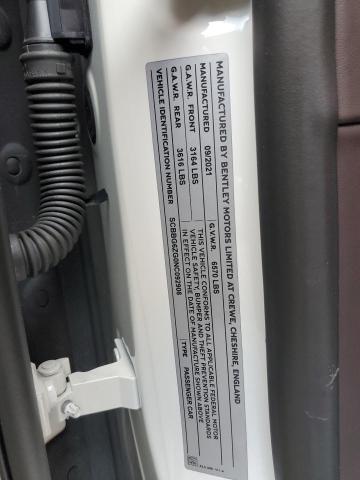 MANUFACTURED BY BENTLEY MOTORS LIMITED AT CREWE, CHESHIRE, ENGLAND
MANUFACTURED 09/2021 G.V.W.R. 6570 LBS
G.A.W.R. FRONT 3164 LBS
G.A.W.R. REAR 3616 LBS
THIS VEHICLE CONFORMS TO ALL APPLICABLE FEDERAL MOTOR
VEHICLE SAFETY, BUMPER AND THEFT PREVENTION STANDARDS
IN EFFECT ON THE DATE OF MANUFACTURE SHOWN ABOVE
VEHICLE IDENTIFICATION NUMBER SCBBG6ZG0NC092908 TYPE PASSENGER CAR